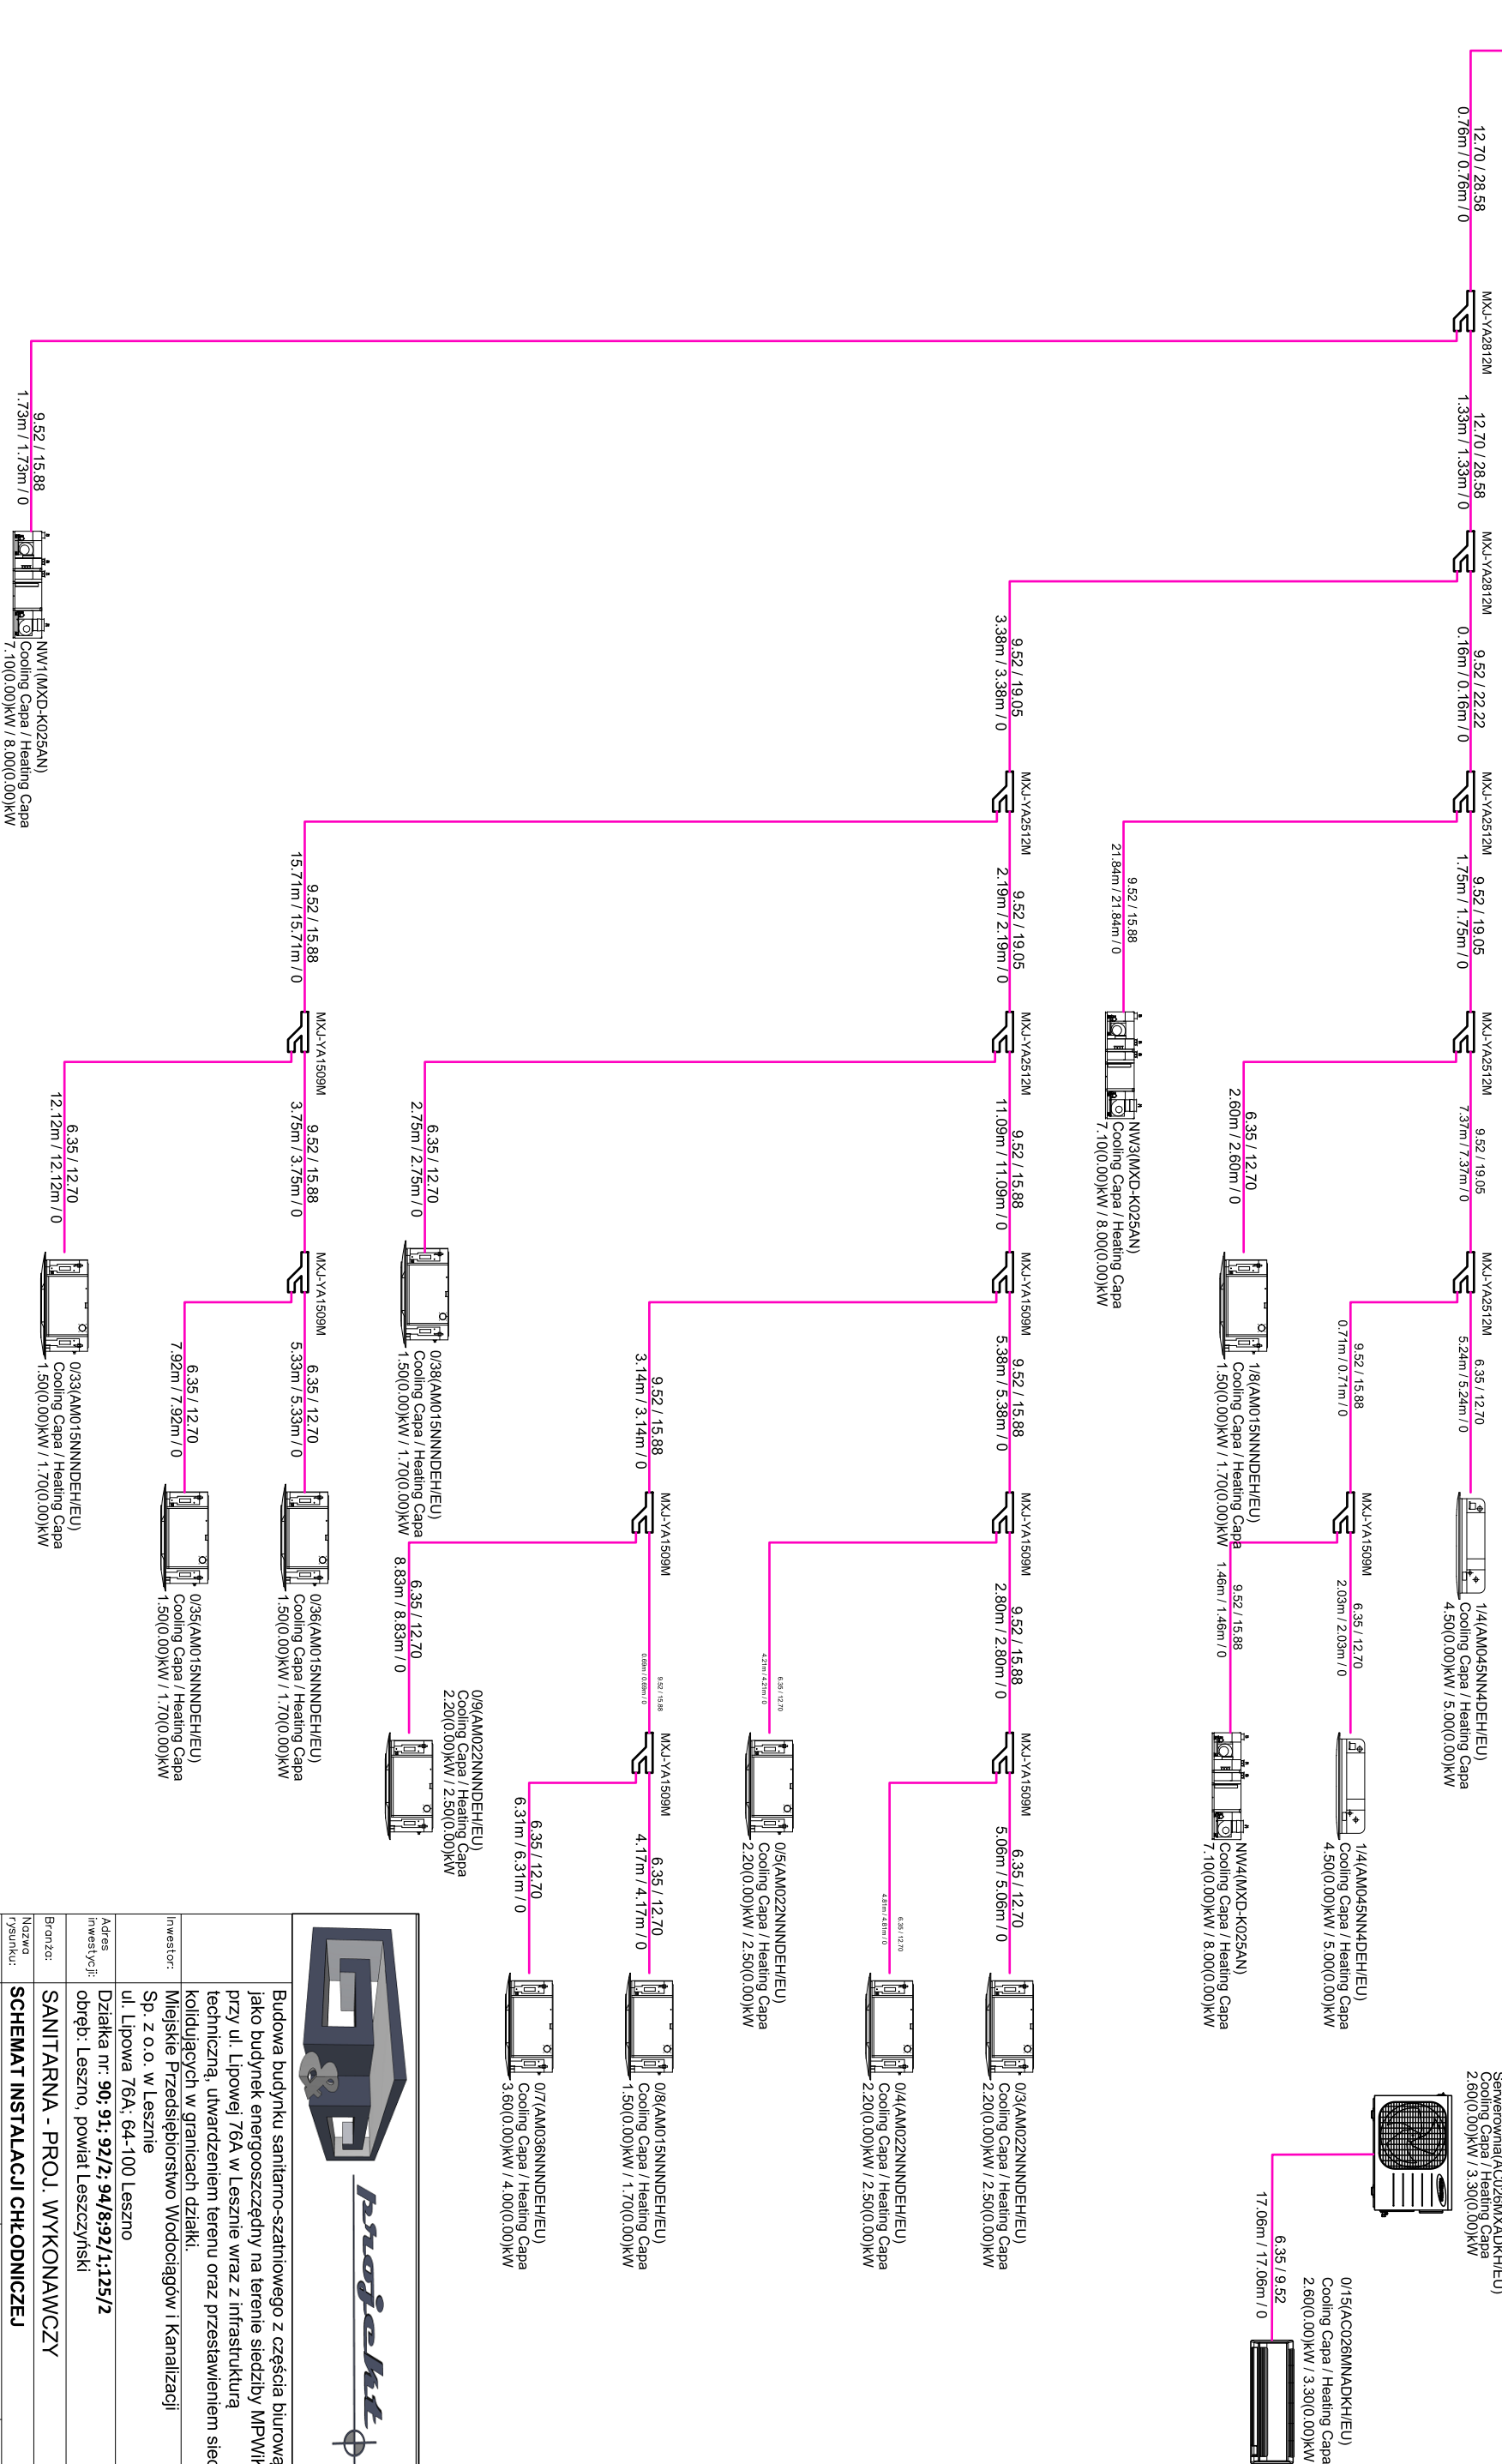 12.70 / 28.58
0.76m / 0.76m / 0
MXJ-YA2812M
12.70 / 28.58
1.33m / 1.33m / 0
MXJ-YA2812M
9.52 / 22.22
0.16m / 0.16m / 0
MXJ-YA2512M
9.52 / 19.05
1.75m / 1.75m / 0
MXJ-YA2512M
9.52 / 19.05
7.37m / 7.37m / 0
MXJ-YA2512M
6.35 / 12.70
5.24m / 5.24m / 0
1/4(AM045NN4DEH/EU)
Cooling Capa / Heating Capa
4.50(0.00)kW / 5.00(0.00)kW
Serwerownia(AC026MXADKH/EU)
Cooling Capa / Heating Capa
2.60(0.00)kW / 3.30(0.00)kW
9.52 / 15.88
0.71m / 0.71m / 0
MXJ-YA1509M
6.35 / 12.70
2.03m / 2.03m / 0
1/4(AM045NN4DEH/EU)
Cooling Capa / Heating Capa
4.50(0.00)kW / 5.00(0.00)kW
0/15(AC026MNADKH/EU)
Cooling Capa / Heating Capa
2.60(0.00)kW / 3.30(0.00)kW
6.35 / 9.52
17.06m / 17.06m / 0
6.35 / 12.70
2.60m / 2.60m / 0
1/8(AM015NNNDEH/EU)
Cooling Capa / Heating Capa
1.50(0.00)kW / 1.70(0.00)kW
9.52 / 15.88
1.46m / 1.46m / 0
NW4(MXD-K025AN)
Cooling Capa / Heating Capa
7.10(0.00)kW / 8.00(0.00)kW
9.52 / 15.88
21.84m / 21.84m / 0
NW3(MXD-K025AN)
Cooling Capa / Heating Capa
7.10(0.00)kW / 8.00(0.00)kW
9.52 / 19.05
3.38m / 3.38m / 0
MXJ-YA2512M
9.52 / 19.05
2.19m / 2.19m / 0
MXJ-YA2512M
9.52 / 15.88
11.09m / 11.09m / 0
MXJ-YA1509M
9.52 / 15.88
5.38m / 5.38m / 0
MXJ-YA1509M
9.52 / 15.88
2.80m / 2.80m / 0
MXJ-YA1509M
6.35 / 12.70
5.06m / 5.06m / 0
0/3(AM022NNNDEH/EU)
Cooling Capa / Heating Capa
2.20(0.00)kW / 2.50(0.00)kW
6.35 / 12.70
4.81m / 4.81m / 0
0/4(AM022NNNDEH/EU)
Cooling Capa / Heating Capa
2.20(0.00)kW / 2.50(0.00)kW
6.35 / 12.70
4.21m / 4.21m / 0
0/5(AM022NNNDEH/EU)
Cooling Capa / Heating Capa
2.20(0.00)kW / 2.50(0.00)kW
9.52 / 15.88
3.14m / 3.14m / 0
MXJ-YA1509M
9.52 / 15.88
0.69m / 0.69m / 0
MXJ-YA1509M
6.35 / 12.70
4.17m / 4.17m / 0
0/8(AM015NNNDEH/EU)
Cooling Capa / Heating Capa
1.50(0.00)kW / 1.70(0.00)kW
6.35 / 12.70
6.31m / 6.31m / 0
0/7(AM036NNNDEH/EU)
Cooling Capa / Heating Capa
3.60(0.00)kW / 4.00(0.00)kW
6.35 / 12.70
8.83m / 8.83m / 0
0/9(AM022NNNDEH/EU)
Cooling Capa / Heating Capa
2.20(0.00)kW / 2.50(0.00)kW
6.35 / 12.70
2.75m / 2.75m / 0
0/38(AM015NNNDEH/EU)
Cooling Capa / Heating Capa
1.50(0.00)kW / 1.70(0.00)kW
9.52 / 15.88
15.71m / 15.71m / 0
MXJ-YA1509M
9.52 / 15.88
3.75m / 3.75m / 0
MXJ-YA1509M
6.35 / 12.70
5.33m / 5.33m / 0
0/36(AM015NNNDEH/EU)
Cooling Capa / Heating Capa
1.50(0.00)kW / 1.70(0.00)kW
6.35 / 12.70
7.92m / 7.92m / 0
0/35(AM015NNNDEH/EU)
Cooling Capa / Heating Capa
1.50(0.00)kW / 1.70(0.00)kW
6.35 / 12.70
12.12m / 12.12m / 0
0/33(AM015NNNDEH/EU)
Cooling Capa / Heating Capa
1.50(0.00)kW / 1.70(0.00)kW
9.52 / 15.88
1.73m / 1.73m / 0
NW1(MXD-K025AN)
Cooling Capa / Heating Capa
7.10(0.00)kW / 8.00(0.00)kW
projekt
Budowa budynku sanitarno-szatniowego z częścia biurową
jako budynek energooszczędny na terenie siedziby MPWiK
przy ul. Lipowej 76A w Lesznie wraz z infrastrukturą
techniczną, utwardzeniem terenu oraz przestawieniem sieci
kolidujących w granicach działki.
Inwestor:
Miejskie Przedsiębiorstwo Wodociągów i Kanalizacji
Sp. z o.o. w Lesznie
ul. Lipowa 76A; 64-100 Leszno
Adres
inwestycji:
Działka nr: 90; 91; 92/2; 94/8;92/1;125/2
obręb: Leszno, powiat Leszczyński
Branża:
SANITARNA - PROJ. WYKONAWCZY
Nazwa
rysunku:
SCHEMAT INSTALACJI CHŁODNICZEJ